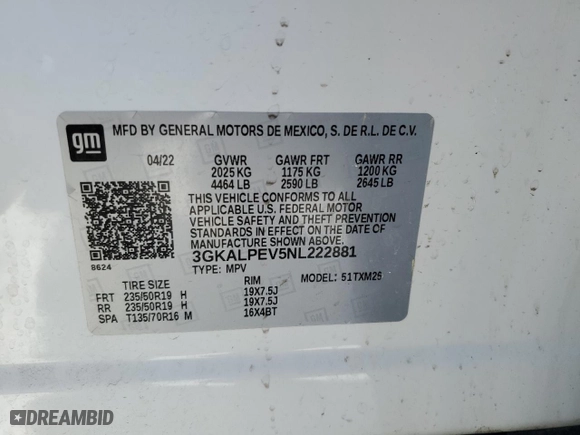 gm
MFD BY GENERAL MOTORS DE MEXICO, S. DE R.L. DE C.V.
04/22 GVWR GAWR FRT GAWR RR
2025 KG 1175 KG 1200 KG
4464 LB 2590 LB 2645 LB
THIS VEHICLE CONFORMS TO ALL
APPLICABLE U.S. FEDERAL MOTOR
VEHICLE SAFETY AND THEFT PREVENTION
STANDARDS IN EFFECT ON THE DATE OF
MANUFACTURE SHOWN ABOVE.
8624 3GKALPEV5NL222881
TYPE: MPV MODEL: 51TXM26
TIRE SIZE RIM
FRT 235/50R19 H 19X7.5J
RR 235/50R19 H 19X7.5J
SPA T135/70R16 M 16X4BT
DREAMBID